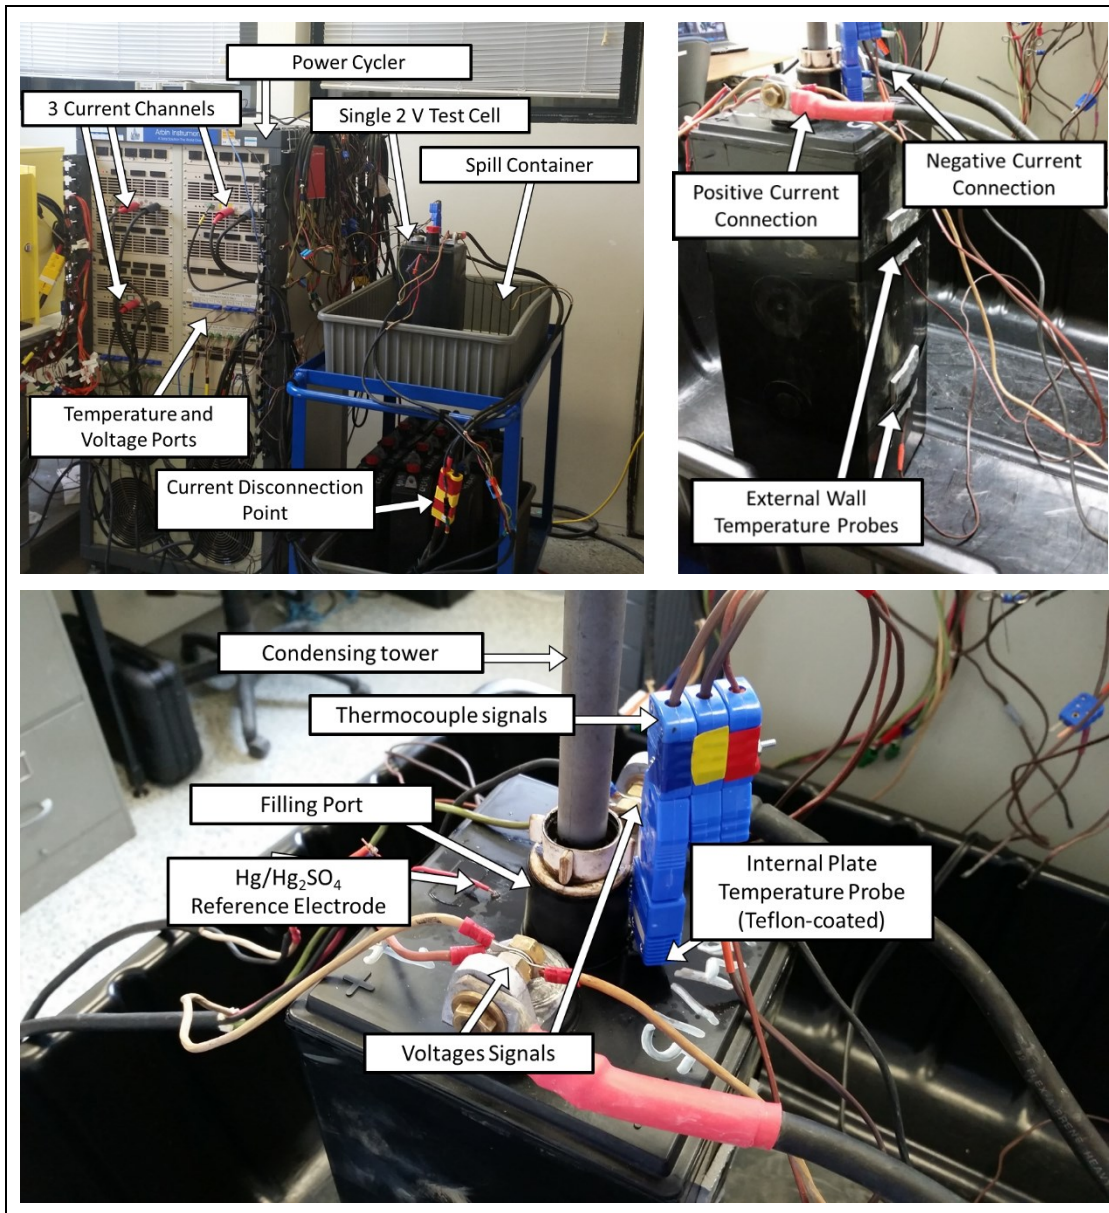 Power Cycler
3 Current Channels
Single 2 V Test Cell
Arbin Instruments
Spill Container
Temperature and
Voltage Ports
Current Disconnection
Point
Positive Current
Connection
Negative Current
Connection
External Wall
Temperature Probes
Condensing tower
Thermocouple signals
Filling Port
Hg/Hg₂SO₄
Reference Electrode
Internal Plate
Temperature Probe
(Teflon-coated)
+
Voltages Signals